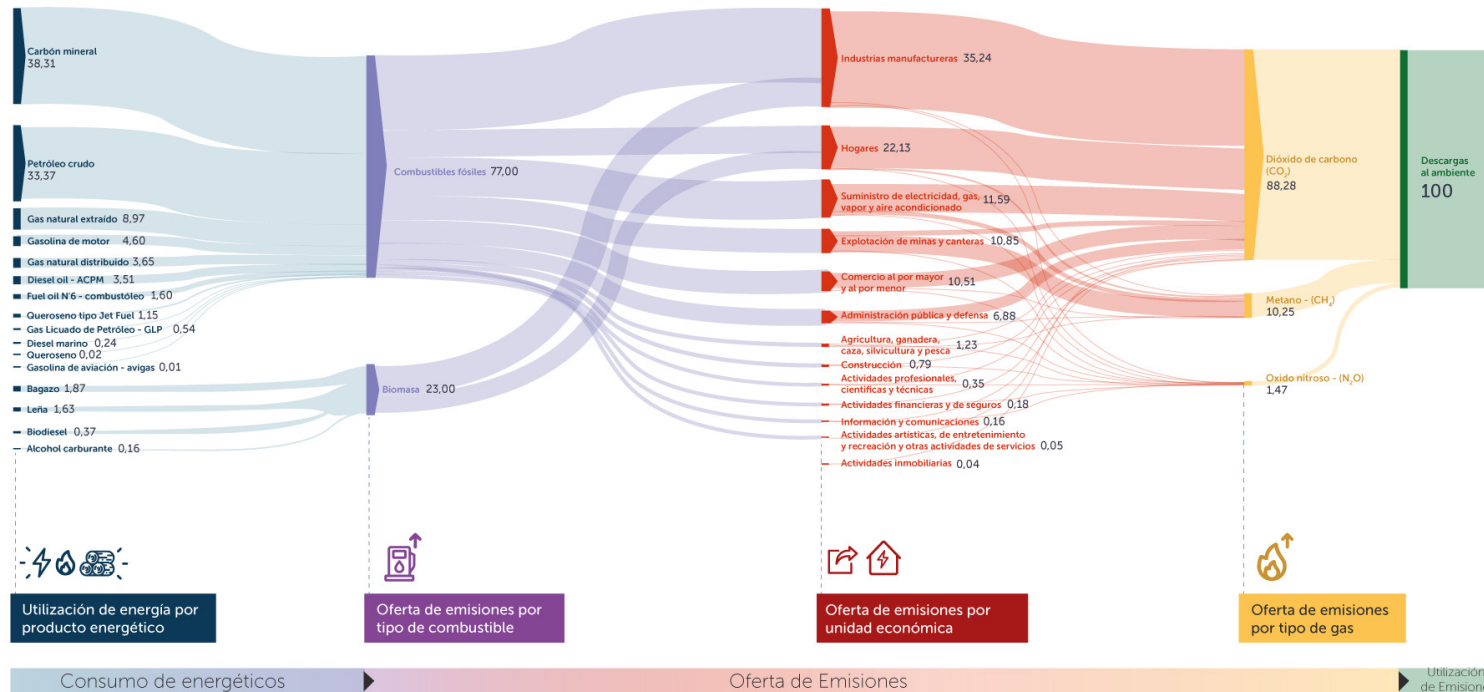 Carbón mineral
38,31
Petróleo crudo
33,37
Gas natural extraído 8,97
Gasolina de motor 4,60
Gas natural distribuido 3,65
Diesel oil - ACPM 3,51
Fuel oil N°6 - combustóleo 1,60
Queroseno tipo Jet Fuel 1,15
Gas Licuado de Petróleo - GLP 0,54
Diesel marino 0,24
Queroseno 0,02
Gasolina de aviación - avigas 0,01
Bagazo 1,87
Leña 1,63
Biodiesel 0,37
Alcohol carburante 0,16
Combustibles fósiles 77,00
Biomasa 23,00
Industrias manufactureras 35,24
Hogares 22,13
Suministro de electricidad, gas,
vapor y aire acondicionado 11,59
Explotación de minas y canteras 10,85
Comercio al por mayor
y al por menor 10,51
Administración pública y defensa 6,88
Agricultura, ganadera,
caza, silvicultura y pesca 1,23
Construcción 0,79
Actividades profesionales,
científicas y técnicas 0,35
Actividades financieras y de seguros 0,18
Información y comunicaciones 0,16
Actividades artísticas, de entretenimiento
y recreación y otras actividades de servicios 0,05
Actividades inmobiliarias 0,04
Dióxido de carbono
(CO₂)
88,28
Metano - (CH₄)
10,25
Oxido nitroso - (N₂O)
1,47
Descargas
al ambiente
100
Utilización de energía por
producto energético
Oferta de emisiones por
tipo de combustible
Oferta de emisiones por
unidad económica
Oferta de emisiones
por tipo de gas
Consumo de energéticos
Oferta de Emisiones
Utilización
de Emisione